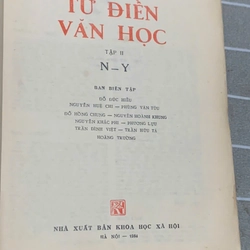 TỪ ĐIỂN
VĂN HỌC
TẬP II
N—Y
BAN BIÊN TẬP
ĐỖ ĐỨC HIỂU
NGUYỄN HUỆ CHI — PHÙNG VĂN TỬU
ĐỖ HỒNG CHUNG — NGUYỄN HOÀNH KHUNG
NGUYỄN KHẮC PHI — PHƯƠNG LỰU
TRẦN ĐÌNH VIỆT — TRẦN HỮU TÁ
HOÀNG TRƯỜNG
NHÀ XUẤT BẢN KHOA HỌC XÃ HỘI
HÀ NỘI — 1984